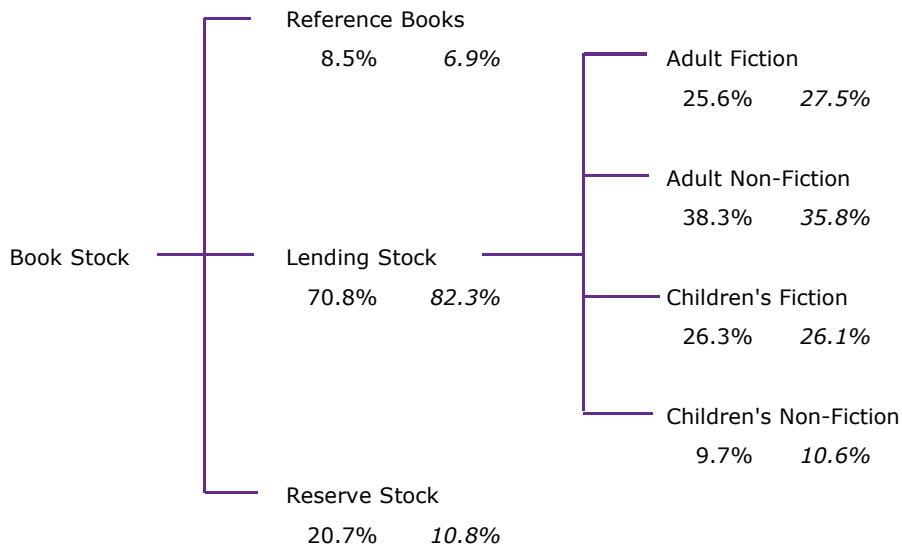 Reference Books
8.5% 6.9%
Adult Fiction
25.6% 27.5%
Adult Non-Fiction
38.3% 35.8%
Book Stock
Lending Stock
70.8% 82.3%
Children's Fiction
26.3% 26.1%
Children's Non-Fiction
9.7% 10.6%
Reserve Stock
20.7% 10.8%